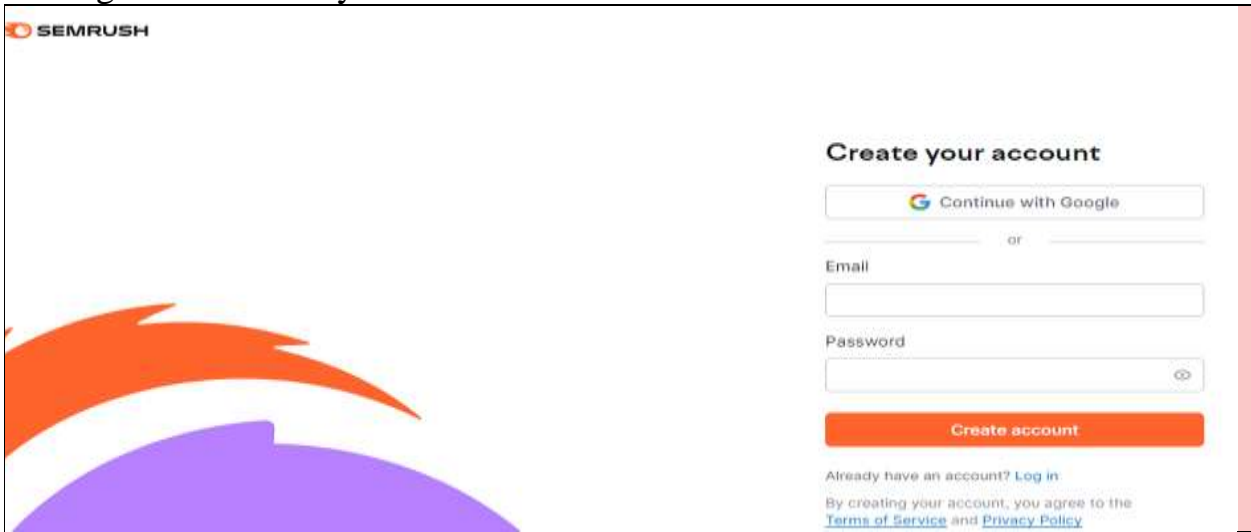 SEMRUSH
Create your account
Continue with Google
or
Email
Password
Create account
Already have an account? Log in
By creating your account, you agree to the
Terms of Service and Privacy Policy